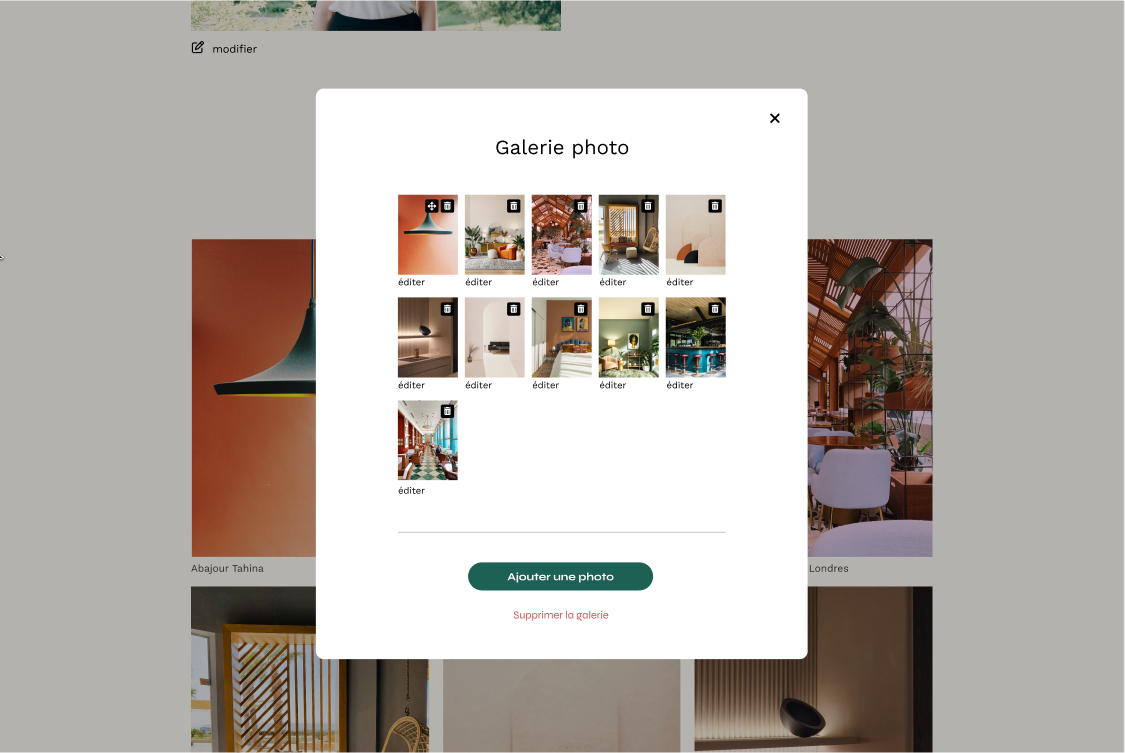 modifier
Galerie photo
éditer éditer éditer éditer éditer
éditer éditer éditer éditer éditer
éditer
Ajouter une photo
Supprimer la galerie
Abajour Tahina
Londres